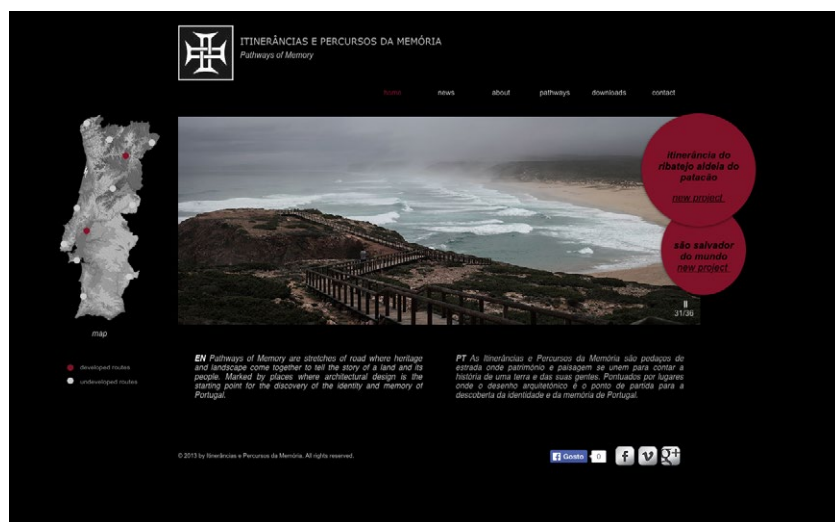 ITINERÂNCIAS E PERCURSOS DA MEMÓRIA
Pathways of Memory
home news about pathways downloads contact
itinerância do
ribatejo aldeia do
patacão
new project
são salvador
do mundo
new project
31/36
map
developed routes
undeveloped routes
EN Pathways of Memory are stretches of road where heritage
and landscape come together to tell the story of a land and its
people. Marked by places where architectural design is the
starting point for the discovery of the identity and memory of
Portugal.
PT As Itinerâncias e Percursos da Memória são pedaços de
estrada onde património e paisagem se unem para contar a
história de uma terra e das suas gentes. Pontuados por lugares
onde o desenho arquitetónico é o ponto de partida para a
descoberta da identidade e da memória de Portugal.
© 2013 by Itinerâncias e Percursos da Memória. All rights reserved.
f Gosto 0